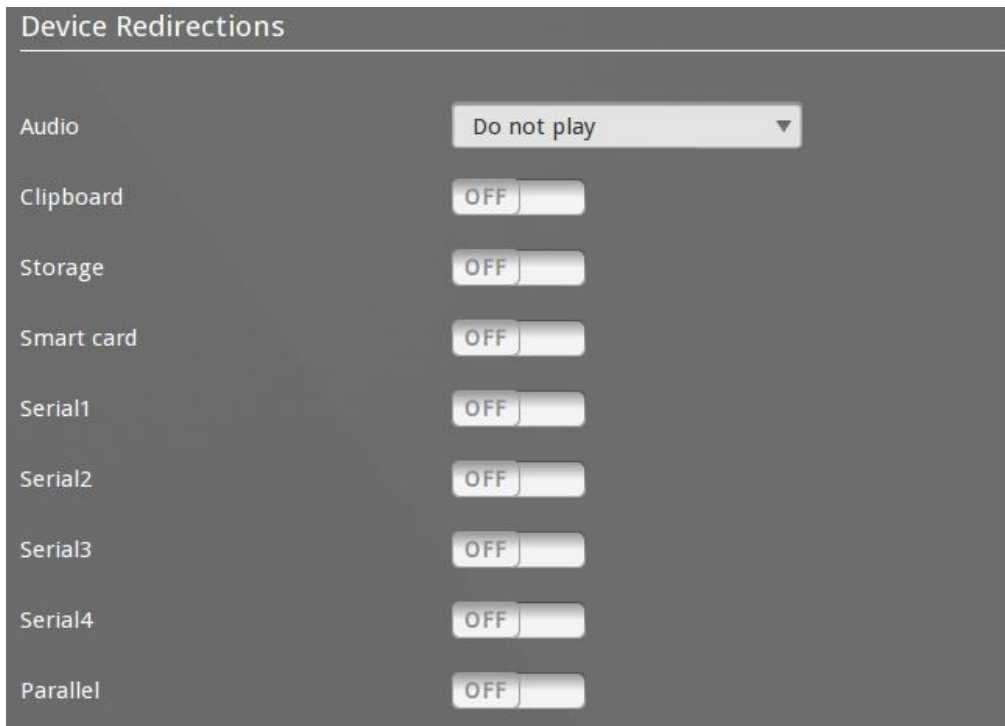 Device Redirections
Audio Do not play
Clipboard OFF
Storage OFF
Smart card OFF
Serial1 OFF
Serial2 OFF
Serial3 OFF
Serial4 OFF
Parallel OFF